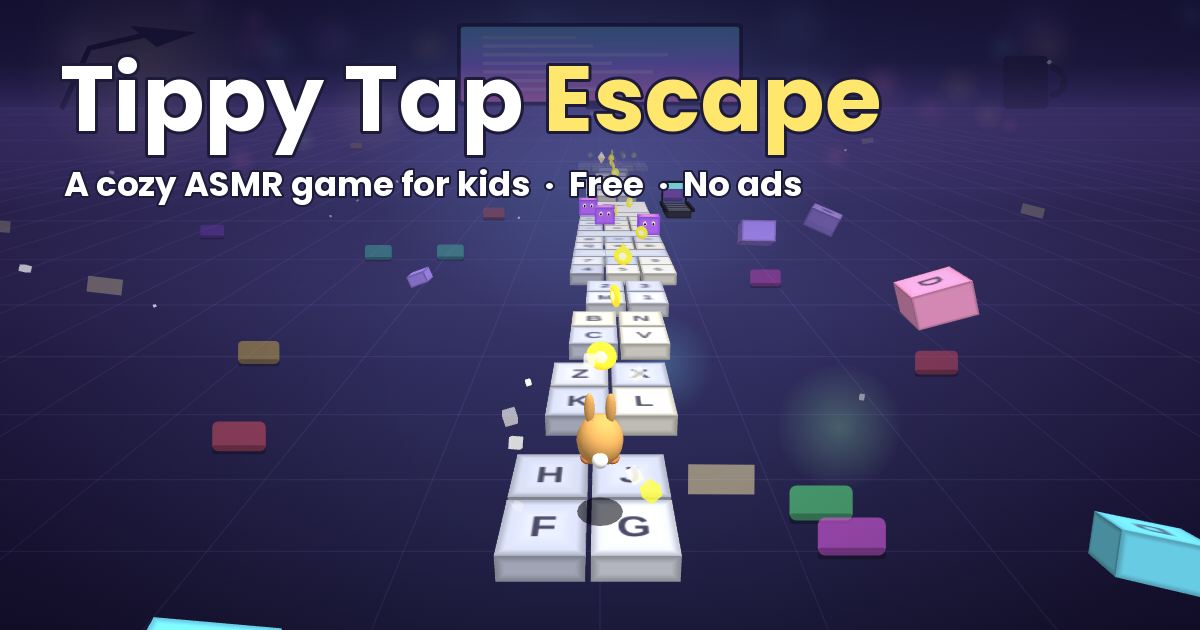 Tippy Tap Escape
A cozy ASMR game for kids · Free · No ads
B N
C V
Z X
K L
D
H J
F G